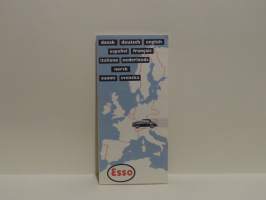 dansk deutsch english
español français
italiano nederlands
norsk
suomi svenska
Esso